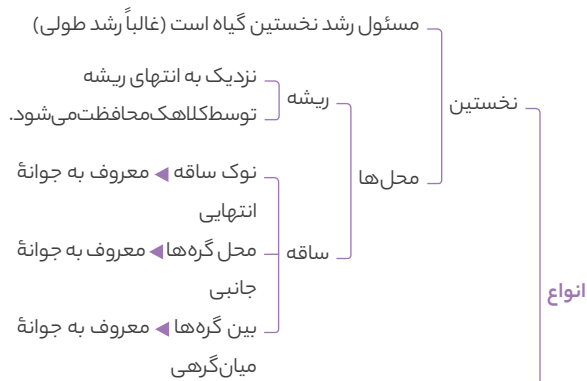 مسئول رشد نخستین گیاه است (غالباً رشد طولی)
نخستین
نزدیک به انتهای ریشه
ریشه
توسط کلاهک محافظت می‌شود.
محل‌ها
نوک ساقه ◀ معروف به جوانهٔ
انتهایی
ساقه
محل گره‌ها ◀ معروف به جوانهٔ
جانبی
بین گره‌ها ◀ معروف به جوانهٔ
میان‌گرهی
انواع